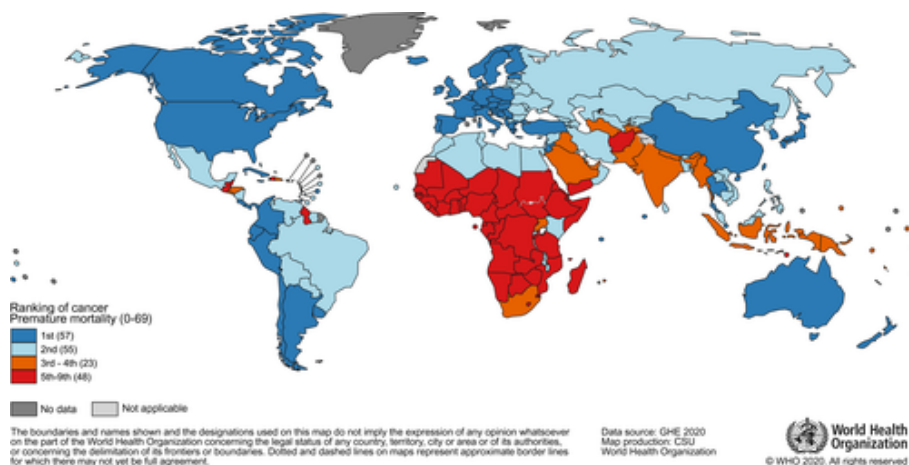 Ranking of cancer
Premature mortality (0-69)
1st (57)
2nd (55)
3rd - 4th (23)
5th-9th (48)
No data
Not applicable
The boundaries and names shown and the designations used on this map do not imply the expression of any opinion whatsoever
on the part of the World Health Organization concerning the legal status of any country, territory, city or area or of its authorities,
or concerning the delimitation of its frontiers or boundaries. Dotted and dashed lines on maps represent approximate border lines
for which there may not yet be full agreement.
Data source: GHE 2020
Map production: CSU
World Health Organization
World Health
Organization
© WHO 2020. All rights reserved